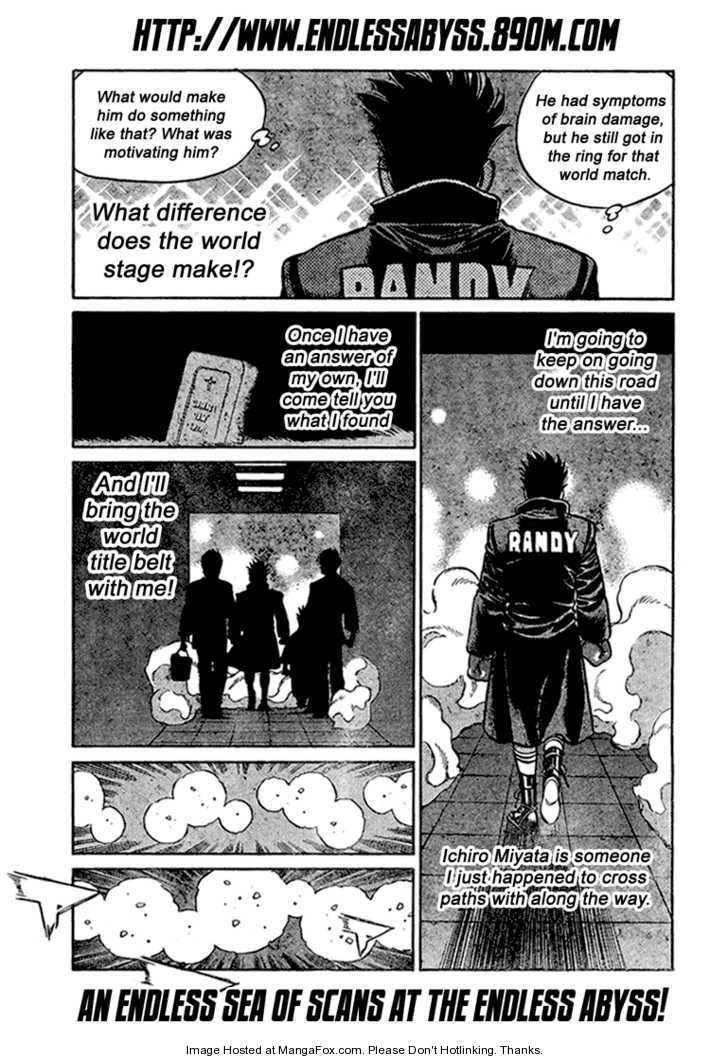 HTTP://WWW.ENDLESSABYSS.890M.COM
He had symptoms
of brain damage,
but he still got in
the ring for that
world match.
What would make
him do something
like that? What was
motivating him?
What difference
does the world
stage make!?
RANDY
I'm going to
keep on going
down this road
until I have
the answer...
RANDY
Ichiro Miyata is someone
I just happened to cross
paths with along the way.
Once I have
an answer of
my own, I'll
come tell you
what I found
And I'll
bring the
world
title belt
with me!
AN ENDLESS SEA OF SCANS AT THE ENDLESS ABYSS!
Image Hosted at MangaFox.com. Please Don't Hotlinking. Thanks.